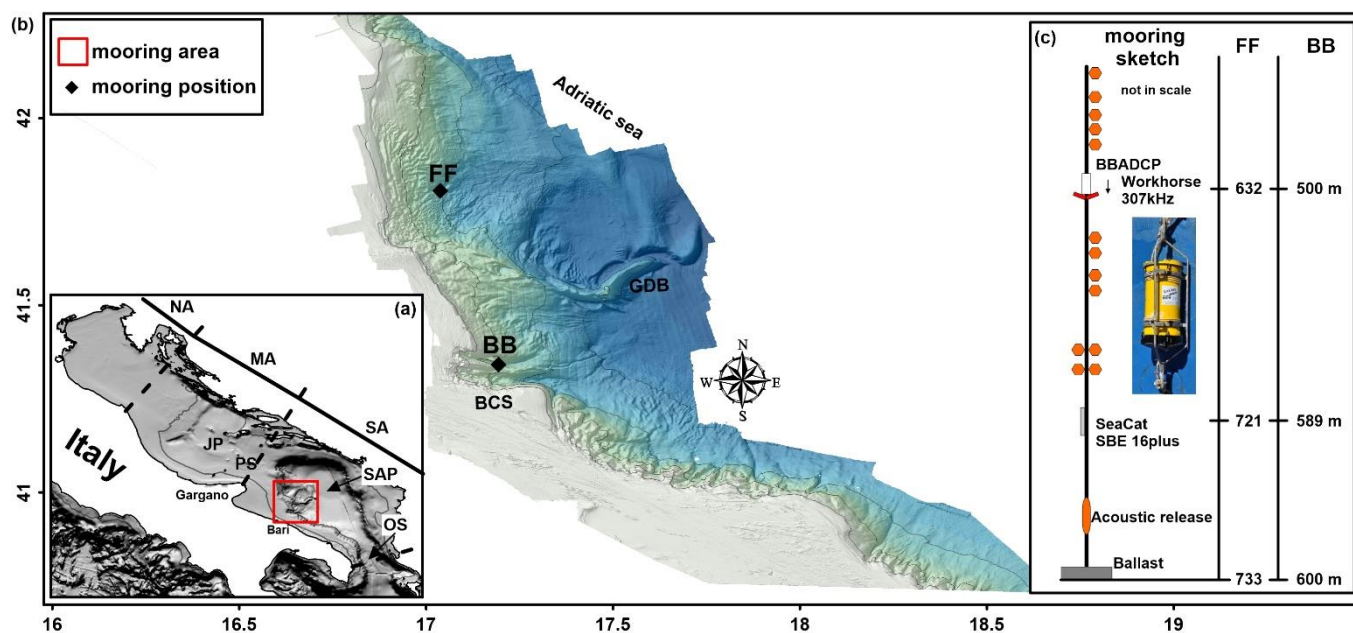 (b)
mooring area
mooring position
42
41.5
41
Adriatic sea
FF
GDB
BB
BCS
N
W
E
S
(a)
NA
MA
SA
JP
PS
SAP
Italy
Gargano
Bari
OS
16
16.5
17
17.5
18
18.5
19
(c)
mooring
sketch
FF
BB
not in scale
BBADCP
Workhorse
307kHz
632
500 m
SeaCat
SBE 16plus
721
589 m
Acoustic release
Ballast
733
600 m